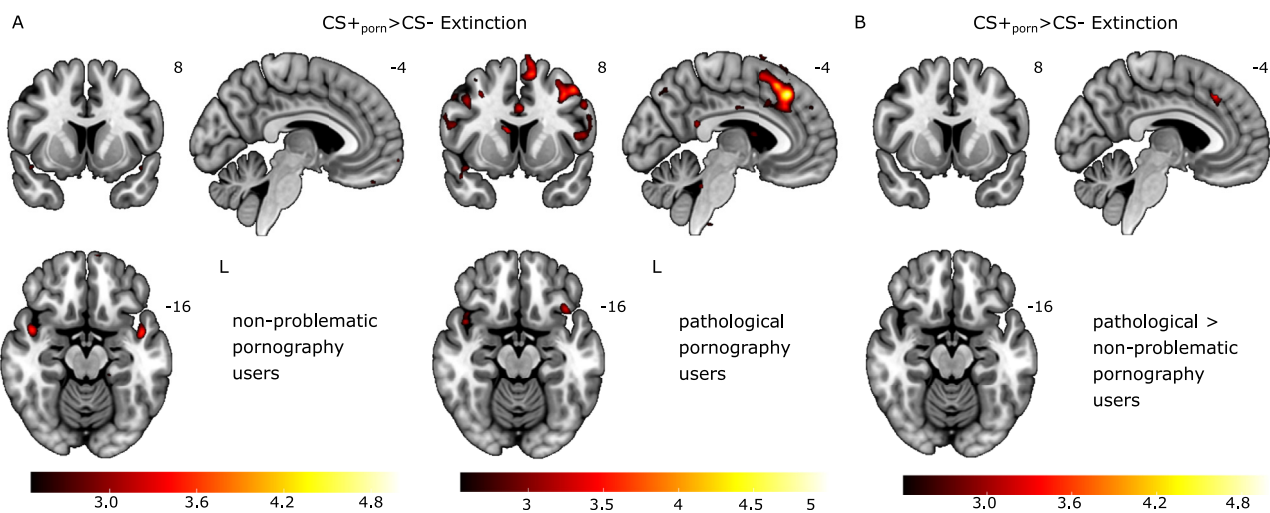 A
CS+porn>CS- Extinction
B
CS+porn>CS- Extinction
8
-4
8
-4
8
-4
L
-16
non-problematic
pornography
users
L
-16
pathological
pornography
users
-16
pathological >
non-problematic
pornography
users
3.0 3.6 4.2 4.8
3 3.5 4 4.5 5
3.0 3.6 4.2 4.8